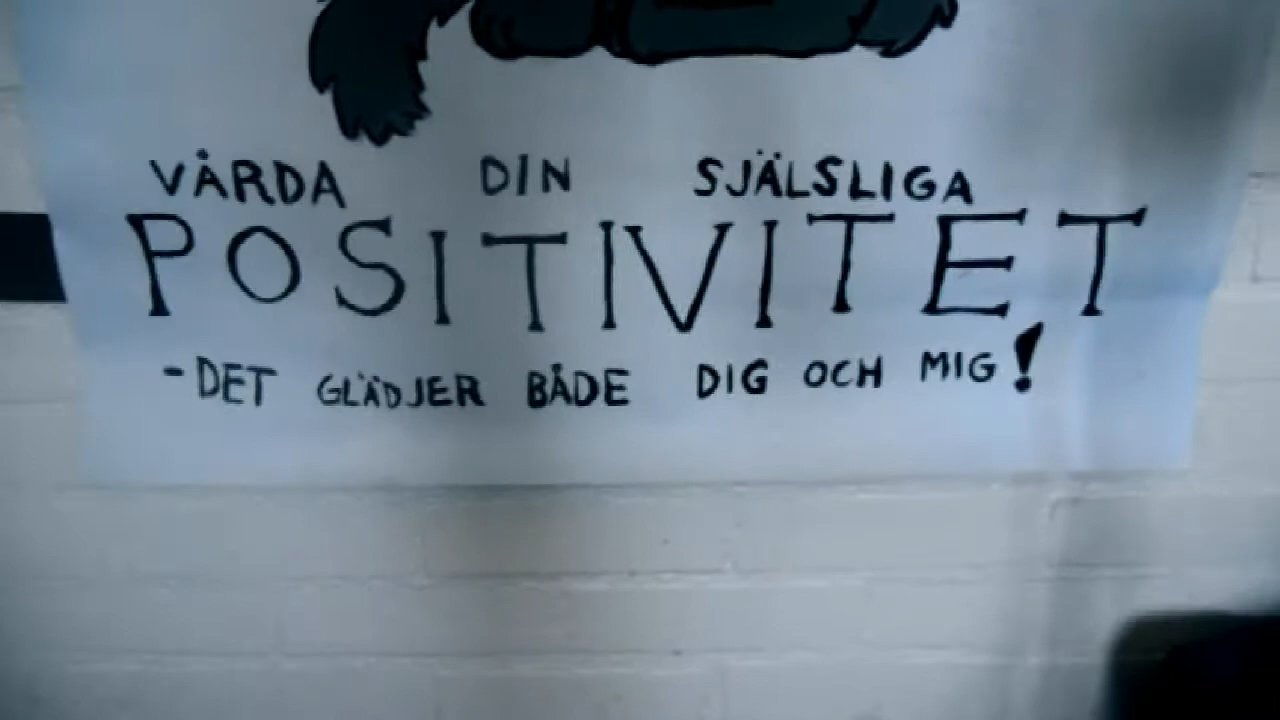 VÅRDA DIN SJÄLSLIGA
POSITIVITET
-DET GLÄDJER BÅDE DIG OCH MIG!